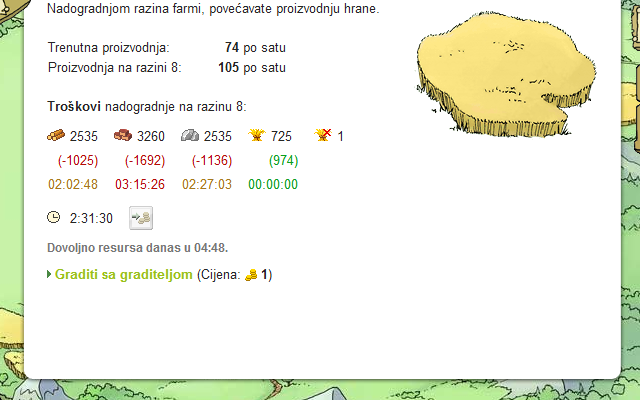 Nadogradnjom razina farmi, povećavate proizvodnju hrane.
Trenutna proizvodnja: 74 po satu
Proizvodnja na razini 8: 105 po satu
Troškovi nadogradnje na razinu 8:
2535 3260 2535 725 1
(-1025) (-1692) (-1136) (974)
02:02:48 03:15:26 02:27:03 00:00:00
2:31:30
Dovoljno resursa danas u 04:48.
Graditi sa graditeljom (Cijena: 1)